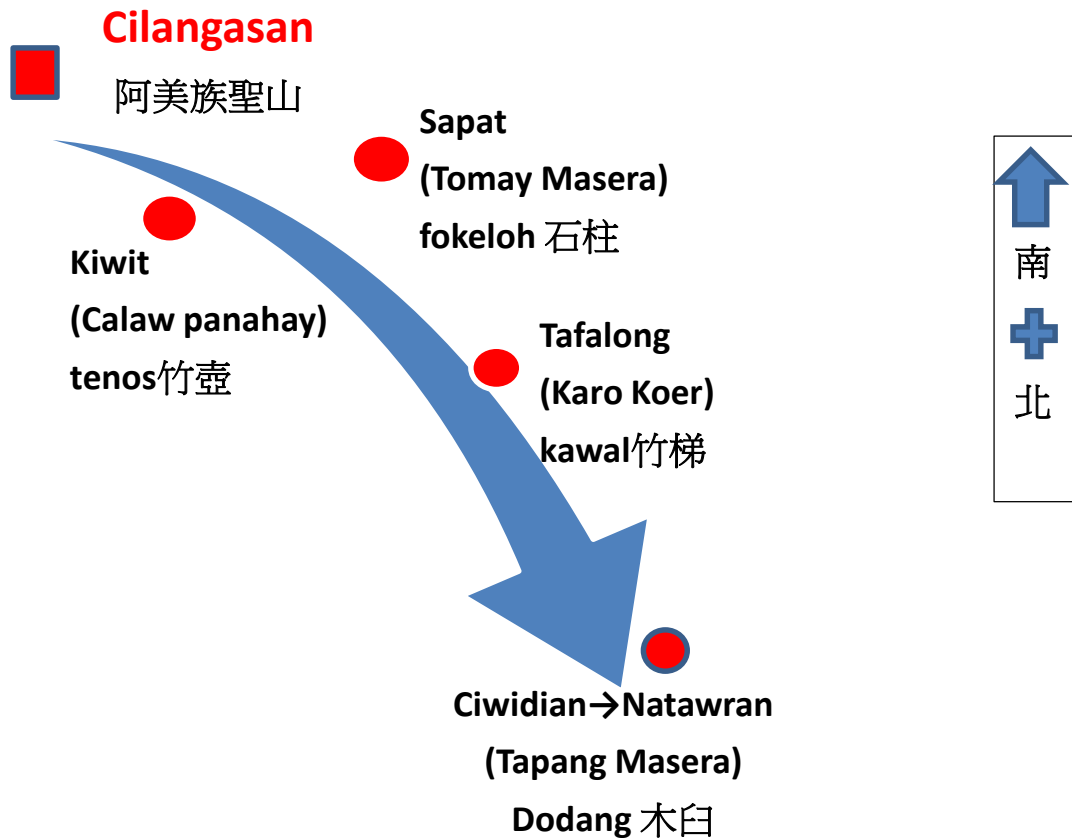 Cilangasan
阿美族聖山
Sapat
(Tomay Masera)
fokeloh 石柱
Kiwit
(Calaw panahay)
tenos竹壺
Tafalong
(Karo Koer)
kawal竹梯
Ciwidian→Natawran
(Tapang Masera)
Dodang 木臼
南
北